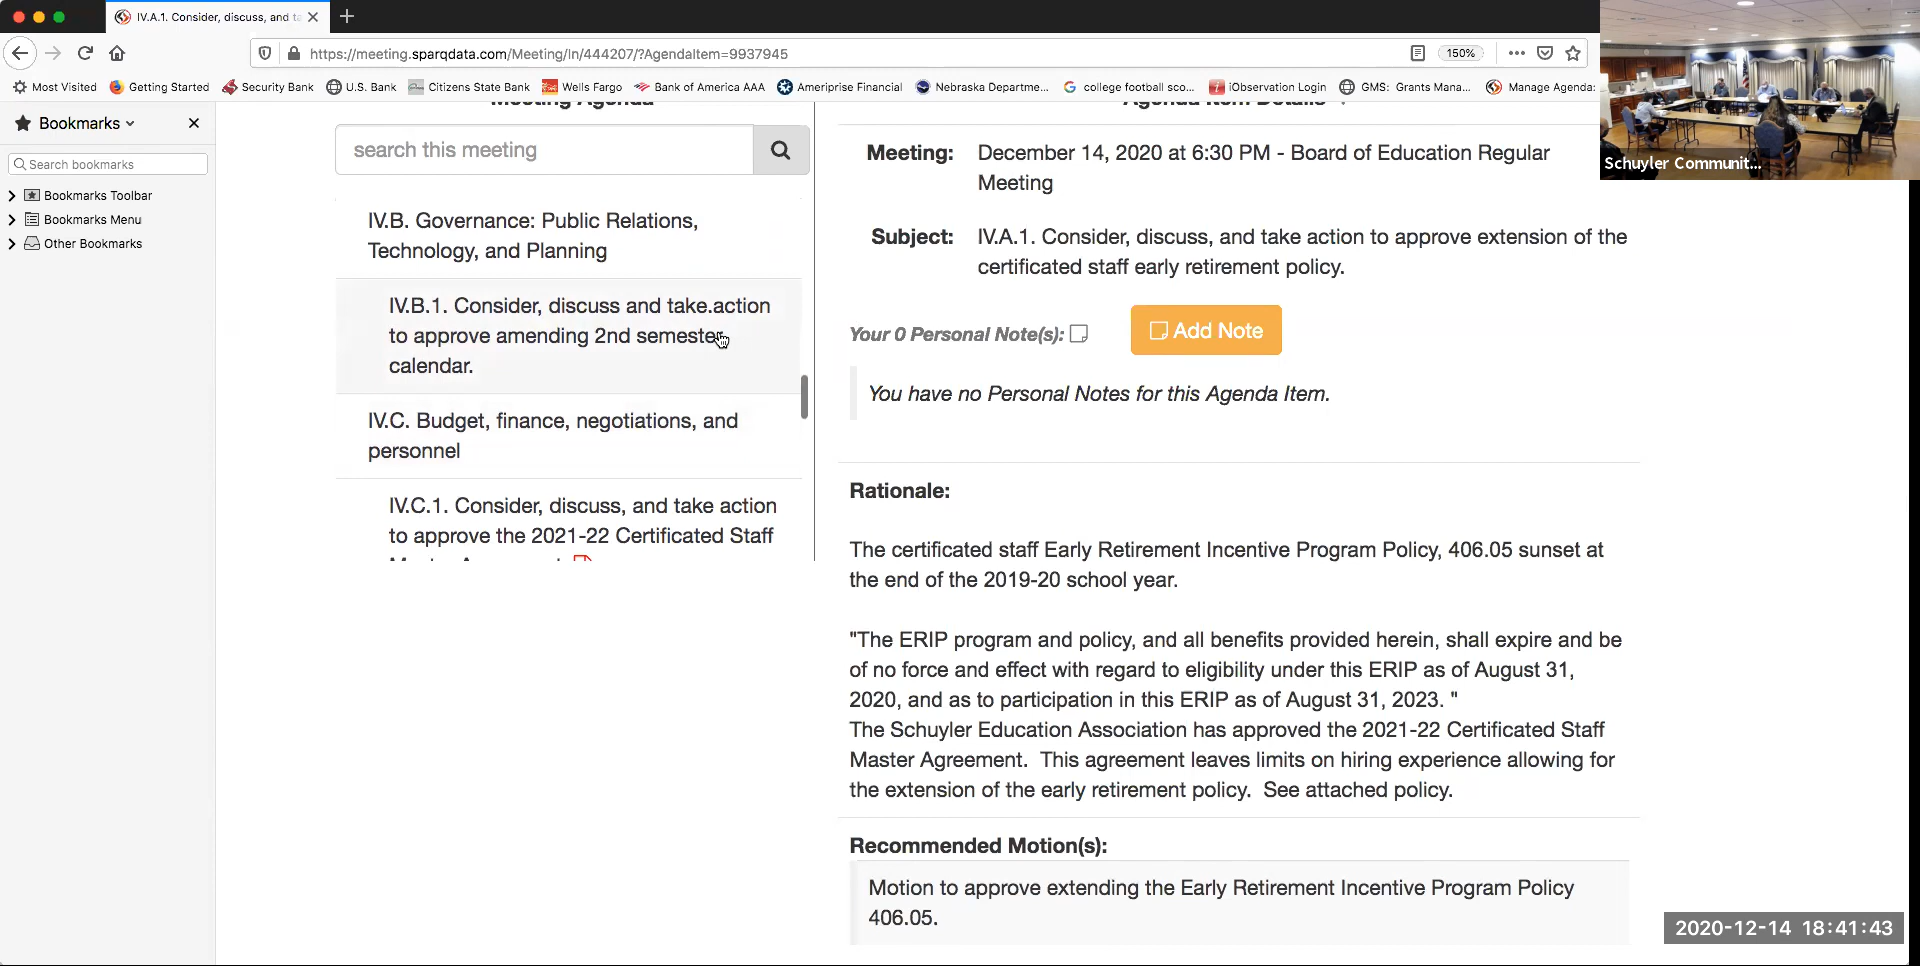 IV.A.1. Consider, discuss, and ta
https://meeting.sparqdata.com/Meeting/In/444207/?AgendaItem=9937945
150%
Most Visited
Getting Started
Security Bank
U.S. Bank
Citizens State Bank
Wells Fargo
Bank of America AAA
Ameriprise Financial
Nebraska Departme...
college football sco...
iObservation Login
GMS: Grants Mana...
Manage Agenda:
Schuyler Communit...
Bookmarks
Search bookmarks
Bookmarks Toolbar
Bookmarks Menu
Other Bookmarks
Meeting Agenda
search this meeting
IV.B. Governance: Public Relations,
Technology, and Planning
IV.B.1. Consider, discuss and take.action
to approve amending 2nd semester
calendar.
IV.C. Budget, finance, negotiations, and
personnel
IV.C.1. Consider, discuss, and take action
to approve the 2021-22 Certificated Staff
Agenda Item Details
Meeting: December 14, 2020 at 6:30 PM - Board of Education Regular
Meeting
Subject: IV.A.1. Consider, discuss, and take action to approve extension of the
certificated staff early retirement policy.
Your 0 Personal Note(s):
Add Note
You have no Personal Notes for this Agenda Item.
Rationale:
The certificated staff Early Retirement Incentive Program Policy, 406.05 sunset at
the end of the 2019-20 school year.
"The ERIP program and policy, and all benefits provided herein, shall expire and be
of no force and effect with regard to eligibility under this ERIP as of August 31,
2020, and as to participation in this ERIP as of August 31, 2023. "
The Schuyler Education Association has approved the 2021-22 Certificated Staff
Master Agreement.  This agreement leaves limits on hiring experience allowing for
the extension of the early retirement policy.  See attached policy.
Recommended Motion(s):
Motion to approve extending the Early Retirement Incentive Program Policy
406.05.
2020-12-14 18:41:43